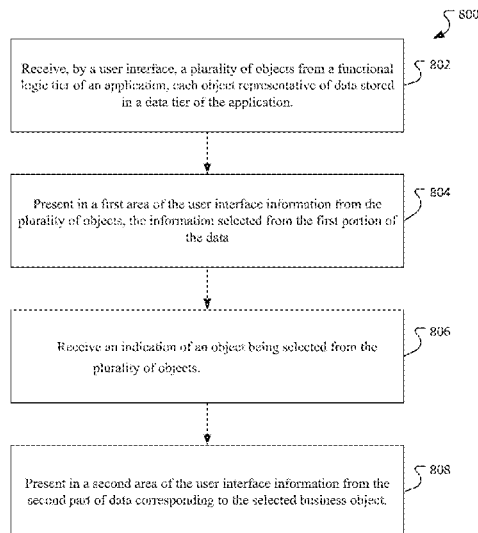 800
Receive, by a user interface, a plurality of objects from a functional
logic tier of an application, each object representative of data stored
in a data tier of the application.
802
Present in a first area of the user interface information from the
plurality of objects, the information selected from the first portion of
the data
804
Receive an indication of an object being selected from the
plurality of objects.
806
Present in a second area of the user interface information from the
second part of data corresponding to the selected business object.
808